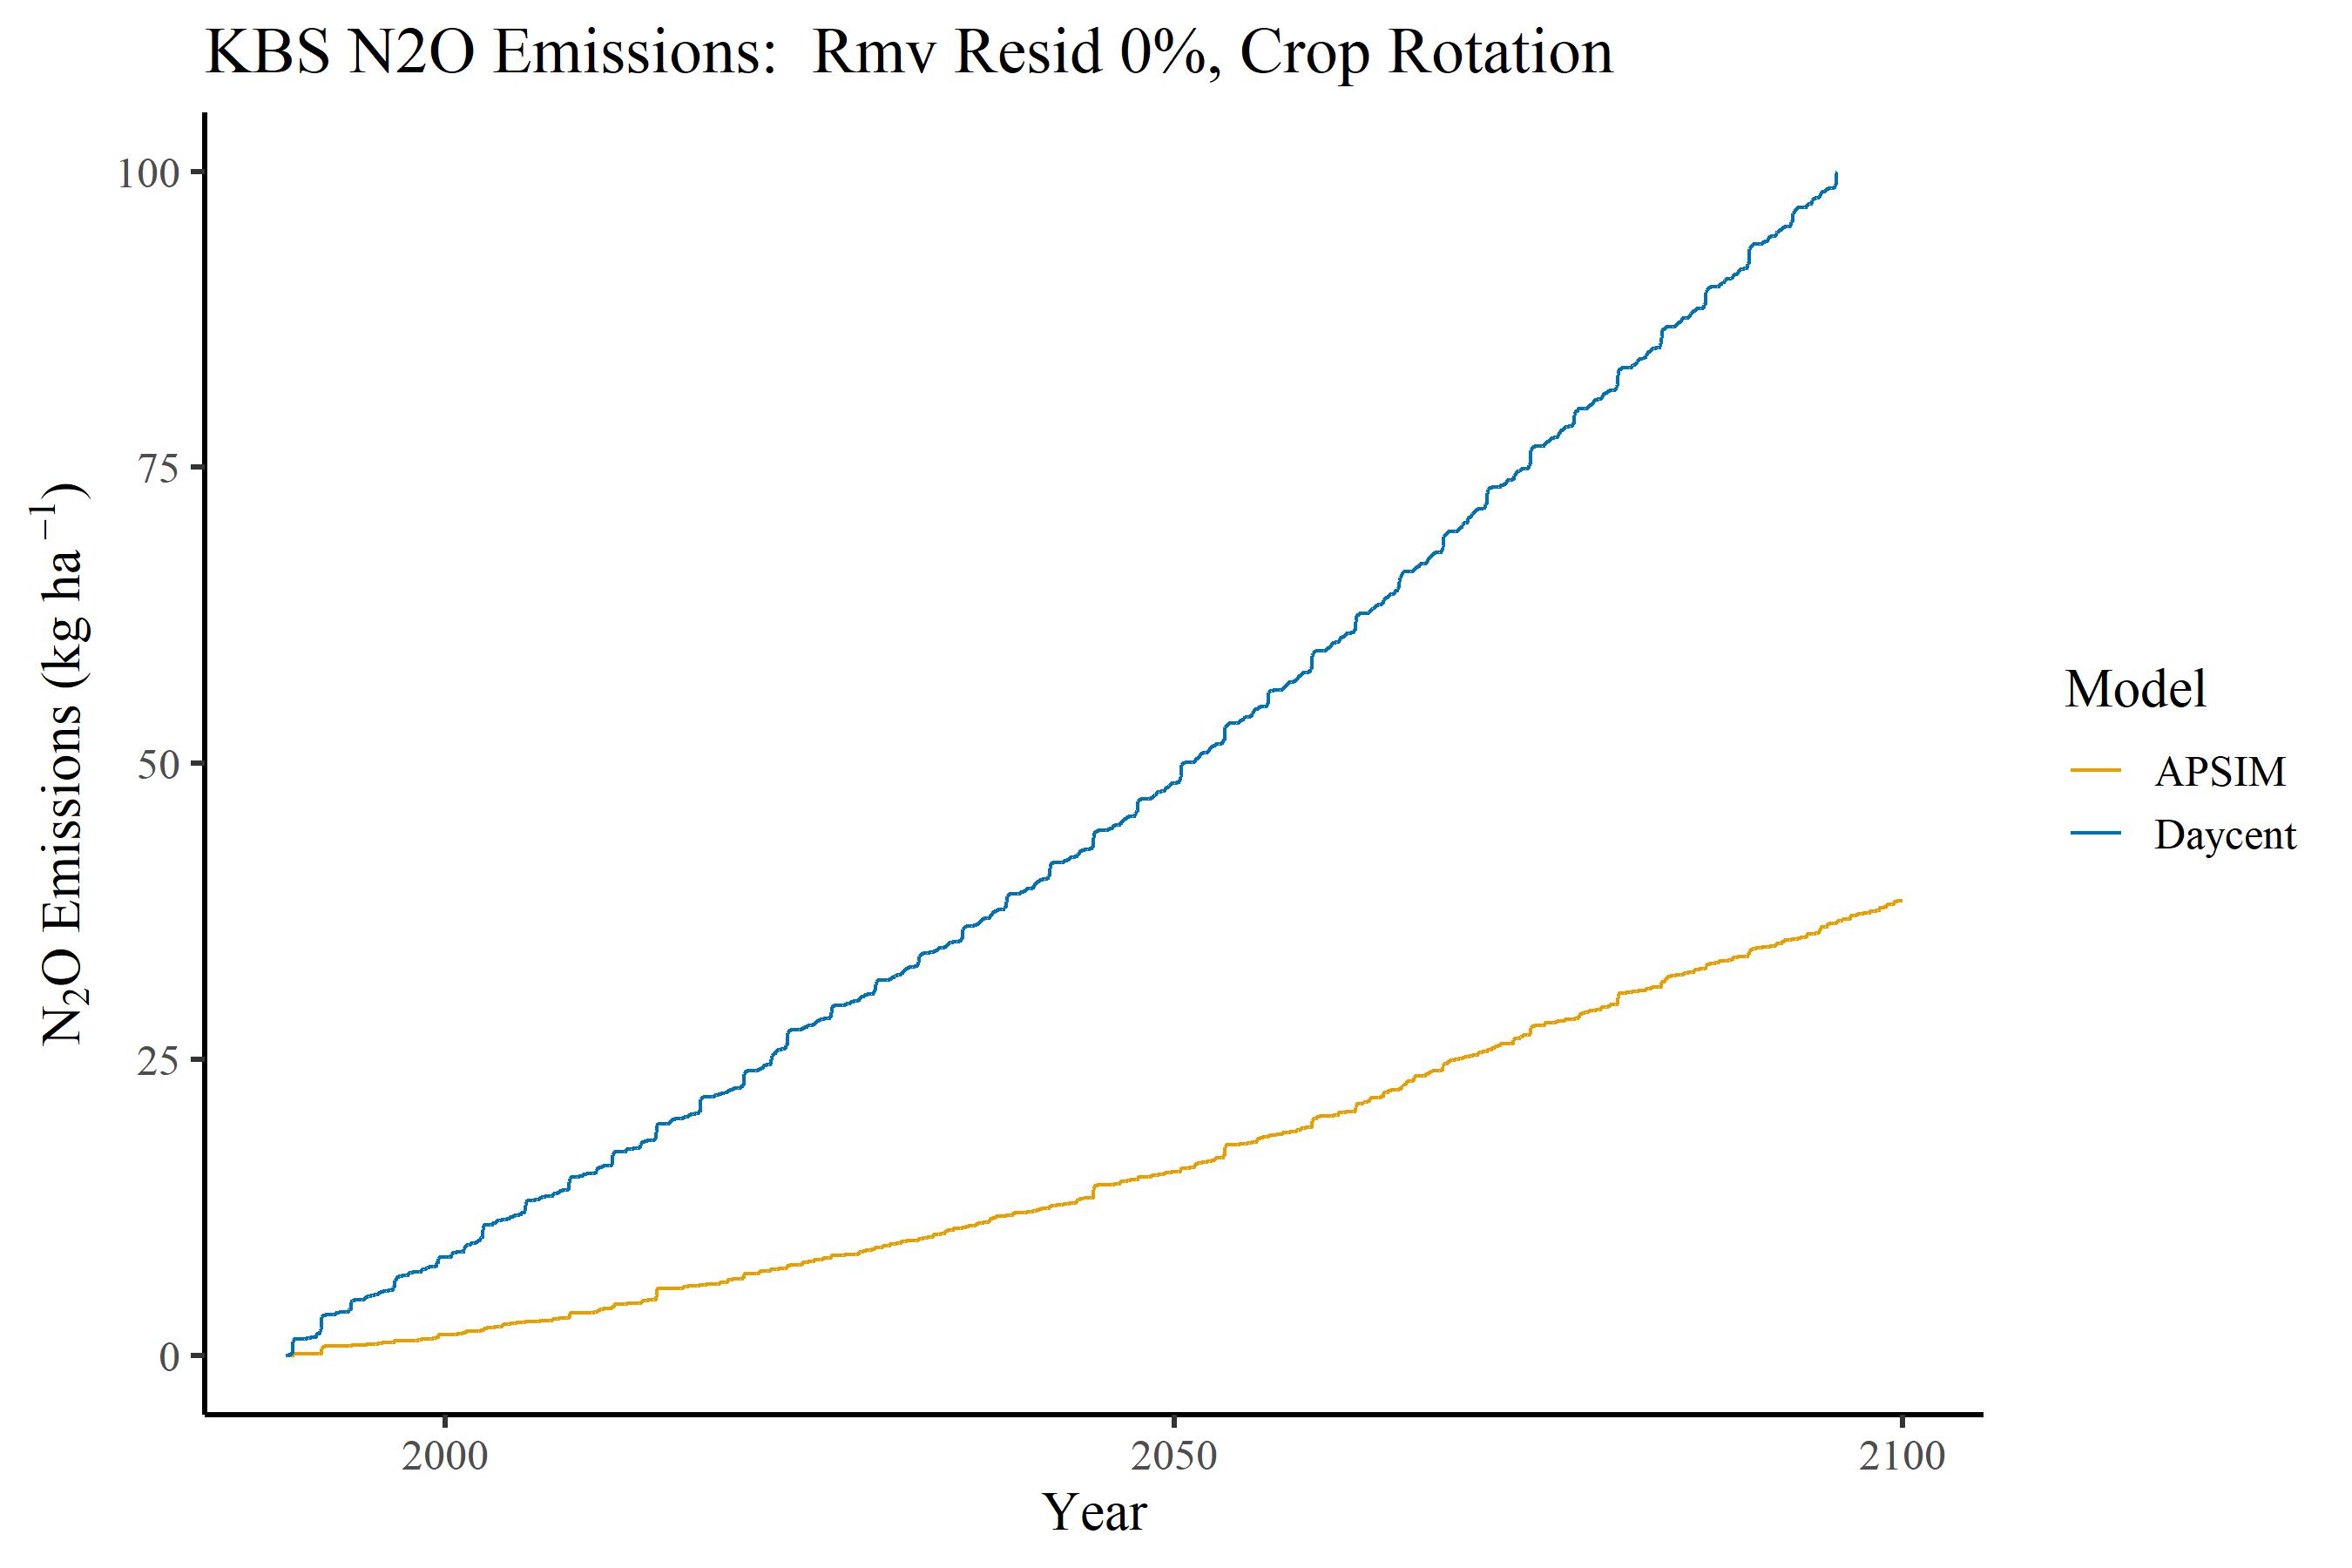 KBS N2O Emissions:  Rmv Resid 0%, Crop Rotation
N₂O Emissions (kg ha⁻¹)
100
75
50
25
0
2000
2050
2100
Year
Model
APSIM
Daycent